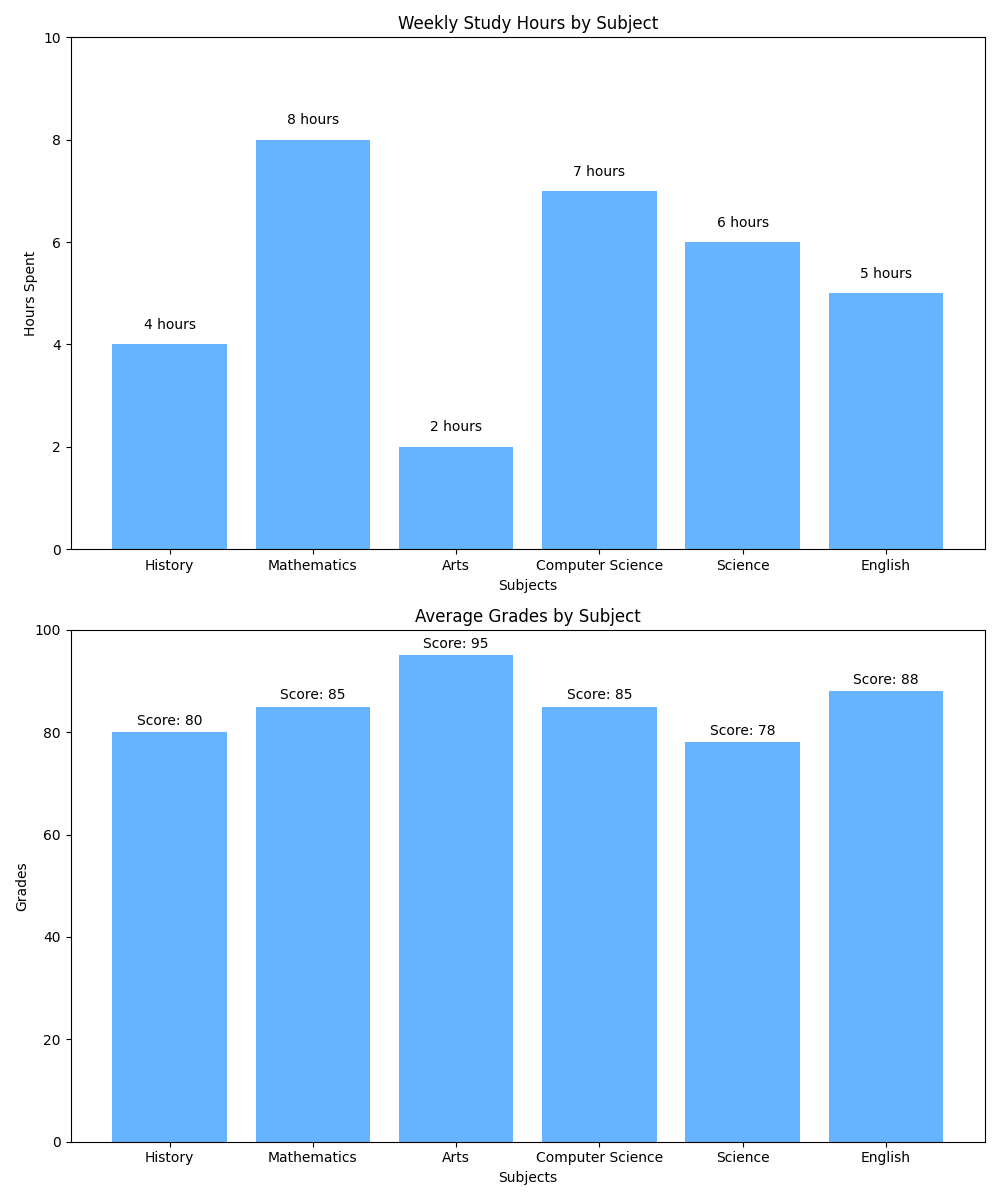 Weekly Study Hours by Subject
10
8 hours
8
7 hours
6 hours
6
5 hours
4 hours
4
2 hours
2
0
Hours Spent
History Mathematics Arts Computer Science Science English
Subjects
Average Grades by Subject
100
Score: 95
Score: 88
Score: 85 Score: 85
Score: 80
Score: 78
80
60
40
20
0
Grades
History Mathematics Arts Computer Science Science English
Subjects